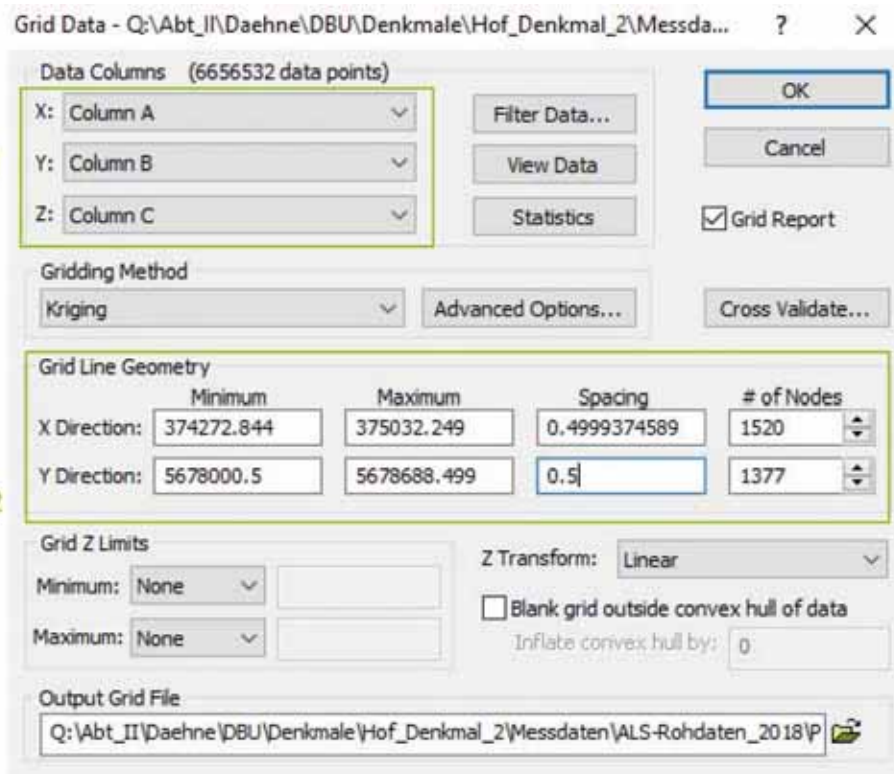 Grid Data - Q:\Abt_II\Daehne\DBU\Denkmale\Hof_Denkmal_2\Messda... ? ×
Data Columns (6656532 data points)
X: Column A
Y: Column B
Z: Column C
Filter Data...
View Data
Statistics
OK
Cancel
Grid Report
Gridding Method
Kriging
Advanced Options...
Cross Validate...
Grid Line Geometry
Minimum Maximum Spacing # of Nodes
X Direction: 374272.844 375032.249 0.4999374589 1520
Y Direction: 5678000.5 5678688.499 0.5 1377
Grid Z Limits
Minimum: None
Maximum: None
Z Transform: Linear
Blank grid outside convex hull of data
Inflate convex hull by: 0
Output Grid File
Q:\Abt_II\Daehne\DBU\Denkmale\Hof_Denkmal_2\Messdaten\ALS-Rohdaten_2018\P